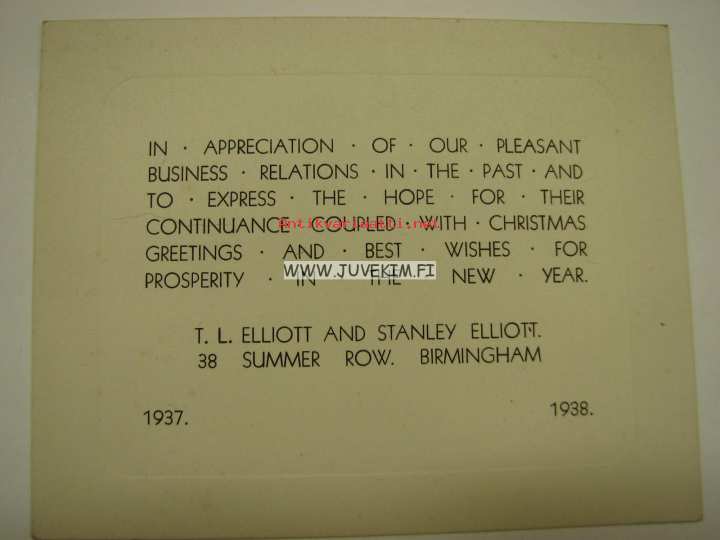 IN · APPRECIATION · OF · OUR · PLEASANT
BUSINESS · RELATIONS · IN · THE · PAST · AND
TO · EXPRESS · THE · HOPE · FOR · THEIR
CONTINUANCE COUPLED · WITH · CHRISTMAS
antikvariaatti.net
GREETINGS · AND · BEST · WISHES · FOR
WWW.JUVEKIM.FI
PROSPERITY · IN · THE · NEW · YEAR.
T. L. ELLIOTT AND STANLEY ELLIOTT.
38 SUMMER ROW. BIRMINGHAM
1937. 1938.